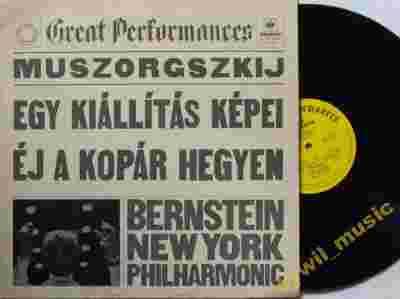 Great Performances
MUSZORGSZKIJ
EGY KIÁLLÍTÁS KÉPEI
ÉJ A KOPÁR HEGYEN
BERNSTEIN
NEW YORK
PHILHARMONIC
wil_music